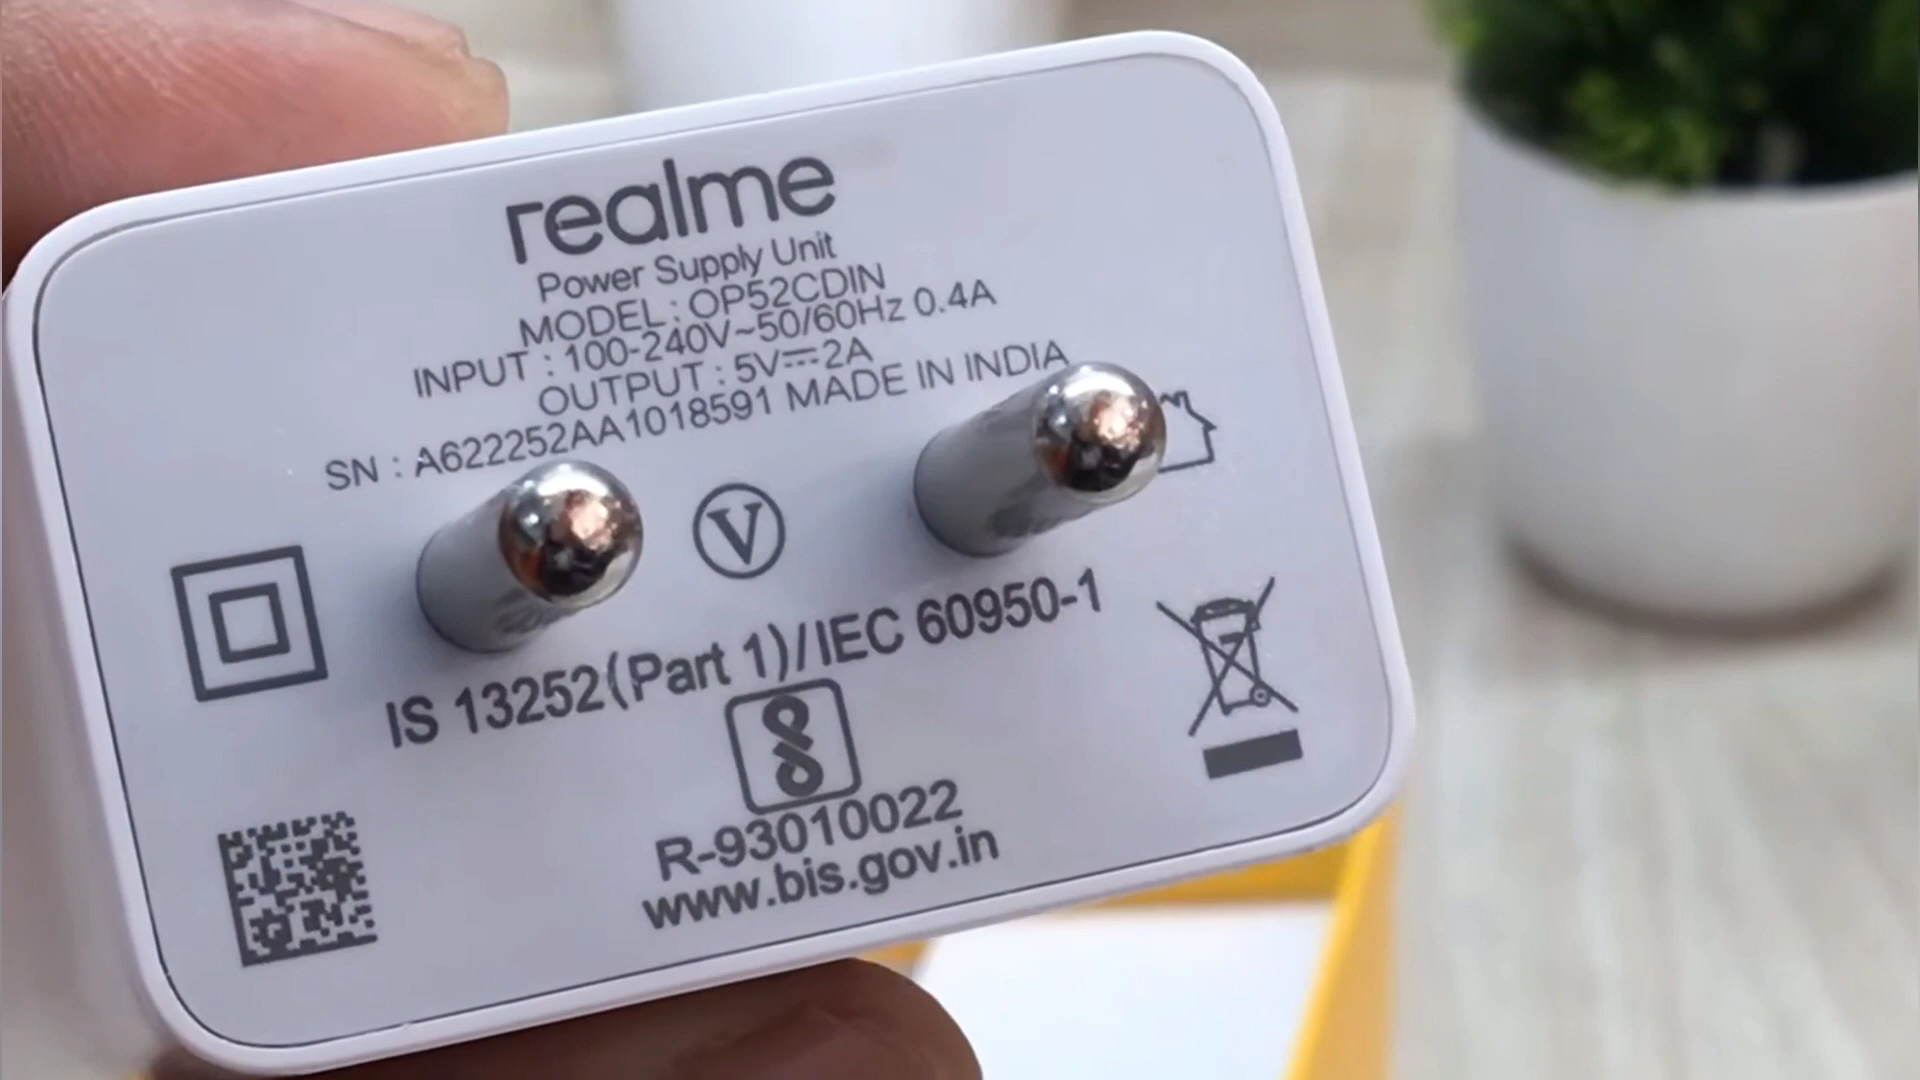 realme
Power Supply Unit
MODEL : OP52CDIN
INPUT : 100-240V~50/60Hz 0.4A
OUTPUT : 5V⎓2A
SN : A622252AA1018591 MADE IN INDIA
V
IS 13252(Part 1)/IEC 60950-1
R-93010022
www.bis.gov.in